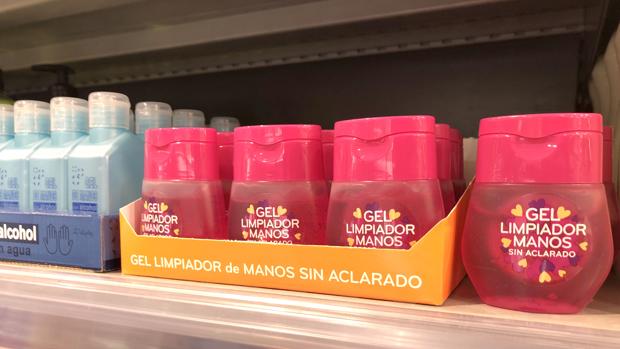 alcohol
n agua
GEL
LIMPIADOR
MANOS
GEL
LIMPIADOR
MANOS
SIN ACLARADO
GEL
LIMPIADOR
MANOS
GEL
LIMPIADOR
MANOS
SIN ACLARADO
GEL LIMPIADOR de MANOS SIN ACLARADO